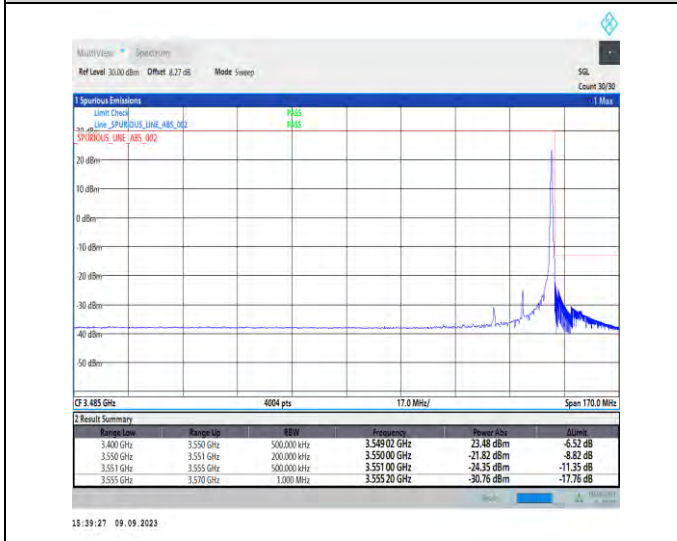 MultiView Spectrum
Ref Level 30.00 dBm Offset 8.27 dB Mode Sweep SGL
Count 30/30
1 Spurious Emissions 1 Max
Limit Check PASS
Line _SPURIOUS_LINE_ABS_002 PASS
_SPURIOUS_LINE_ABS_002
20 dBm
10 dBm
0 dBm
-10 dBm
-20 dBm
-30 dBm
-40 dBm
-50 dBm
CF 3.485 GHz 4004 pts 17.0 MHz/ Span 170.0 MHz
2 Result Summary
Range Low Range Up RBW Frequency Power Abs ΔLimit
3.400 GHz 3.550 GHz 500.000 kHz 3.549 02 GHz 23.48 dBm -6.52 dB
3.550 GHz 3.551 GHz 200.000 kHz 3.550 00 GHz -21.82 dBm -8.82 dB
3.551 GHz 3.555 GHz 500.000 kHz 3.551 00 GHz -24.35 dBm -11.35 dB
3.555 GHz 3.570 GHz 1.000 MHz 3.555 20 GHz -30.76 dBm -17.76 dB
15:39:27 09.09.2023